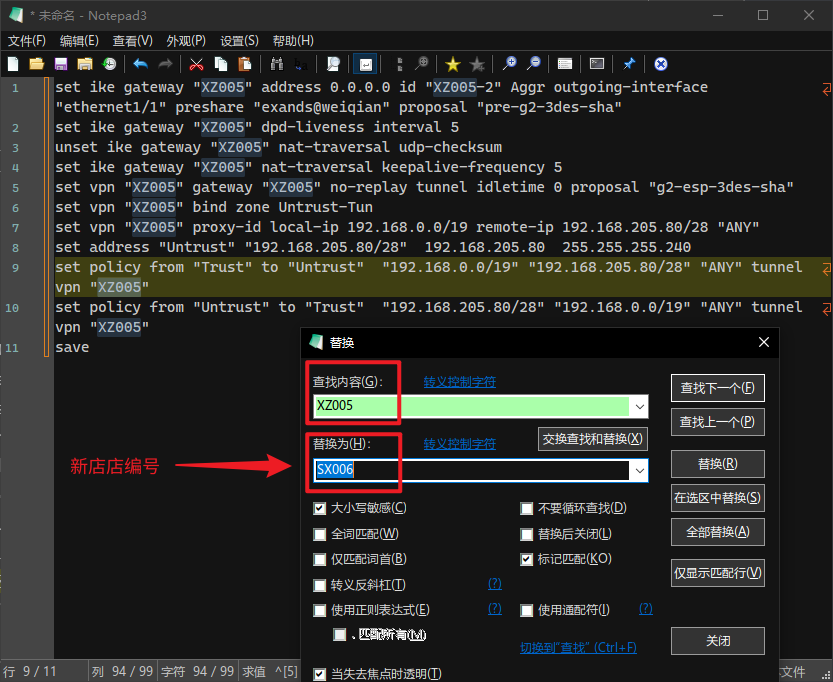 * 未命名 - Notepad3
文件(F) 编辑(E) 查看(V) 外观(P) 设置(S) 帮助(H)
1 set ike gateway "XZ005" address 0.0.0.0 id "XZ005-2" Aggr outgoing-interface
"ethernet1/1" preshare "exands@weiqian" proposal "pre-g2-3des-sha"
2 set ike gateway "XZ005" dpd-liveness interval 5
3 unset ike gateway "XZ005" nat-traversal udp-checksum
4 set ike gateway "XZ005" nat-traversal keepalive-frequency 5
5 set vpn "XZ005" gateway "XZ005" no-replay tunnel idletime 0 proposal "g2-esp-3des-sha"
6 set vpn "XZ005" bind zone Untrust-Tun
7 set vpn "XZ005" proxy-id local-ip 192.168.0.0/19 remote-ip 192.168.205.80/28 "ANY"
8 set address "Untrust" "192.168.205.80/28"  192.168.205.80  255.255.255.240
9 set policy from "Trust" to "Untrust"  "192.168.0.0/19" "192.168.205.80/28" "ANY" tunnel
vpn "XZ005"
10 set policy from "Untrust" to "Trust"  "192.168.205.80/28" "192.168.0.0/19" "ANY" tunnel
vpn "XZ005"
11 save
替换
查找内容(G): 转义控制字符
XZ005
查找下一个(F)
查找上一个(P)
替换为(H): 转义控制字符 交换查找和替换(X)
新店店编号
SX006
替换(R)
在选区中替换(S)
全部替换(A)
仅显示匹配行(V)
大小写敏感(C) 不要循环查找(D)
全词匹配(W) 替换后关闭(L)
仅匹配词首(B) 标记匹配(KO)
转义反斜杠(T) (?)
使用正则表达式(E) (?) 使用通配符(I) (?)
、匹配所有(M)
切换到"查找" (Ctrl+F)
关闭
当失去焦点时透明(T)
行 9 / 11 列 94 / 99 字符 94 / 99 求值 ^[5] 文件